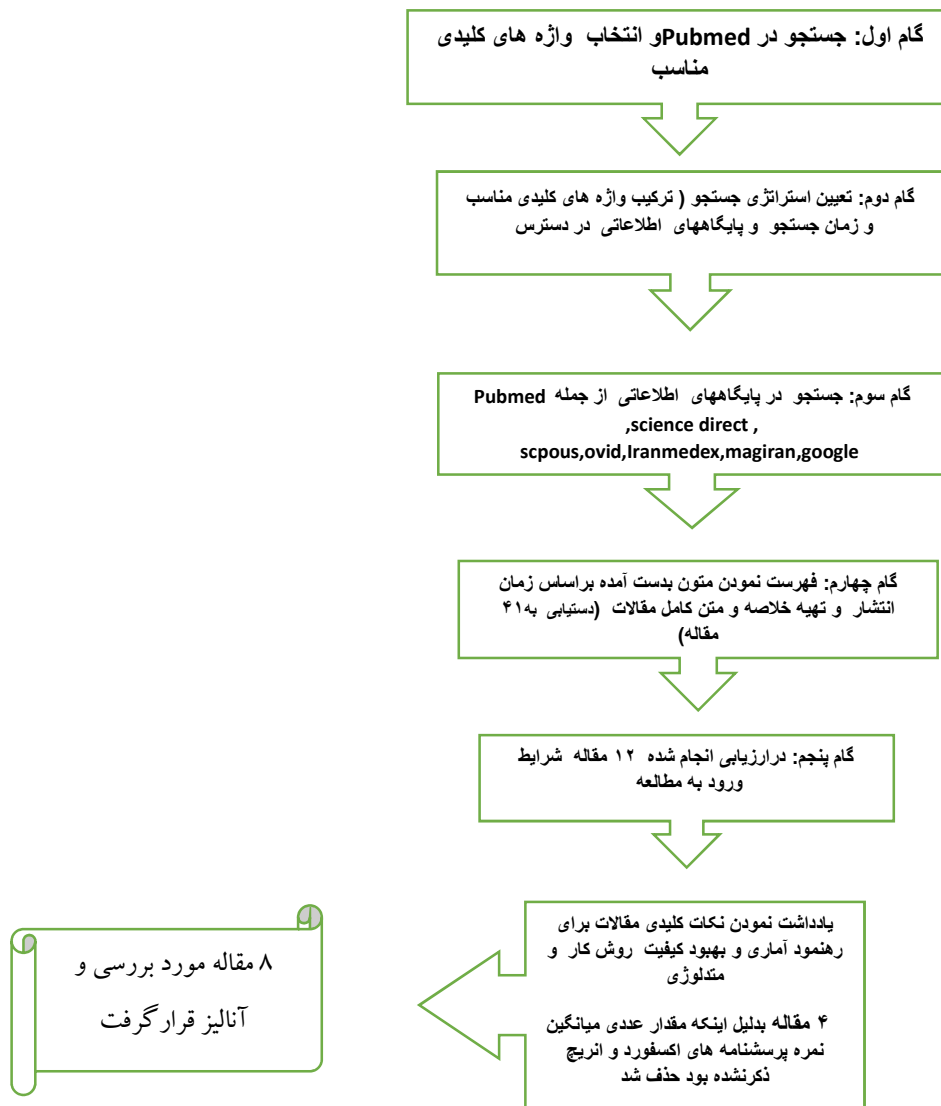 گام اول: جستجو در Pubmedو انتخاب واژه های کلیدی
مناسب
گام دوم: تعیین استراتژی جستجو ( ترکیب واژه های کلیدی مناسب
و زمان جستجو و پایگاههای اطلاعاتی در دسترس
گام سوم: جستجو در پایگاههای اطلاعاتی از جمله Pubmed
,science direct ,
scpous,ovid,Iranmedex,magiran,google
گام چهارم: فهرست نمودن متون بدست آمده براساس زمان
انتشار و تهیه خلاصه و متن کامل مقالات (دستیابی به۴۱
مقاله)
گام پنجم: درارزیابی انجام شده ۱۲ مقاله شرایط
ورود به مطالعه
یادداشت نمودن نکات کلیدی مقالات برای
رهنمود آماری و بهبود کیفیت روش کار و
متدلوژی
۴ مقاله بدلیل اینکه مقدار عددی میانگین
نمره پرسشنامه های اکسفورد و انریچ
ذکرنشده بود حذف شد
۸ مقاله مورد بررسی و
آنالیز قرارگرفت